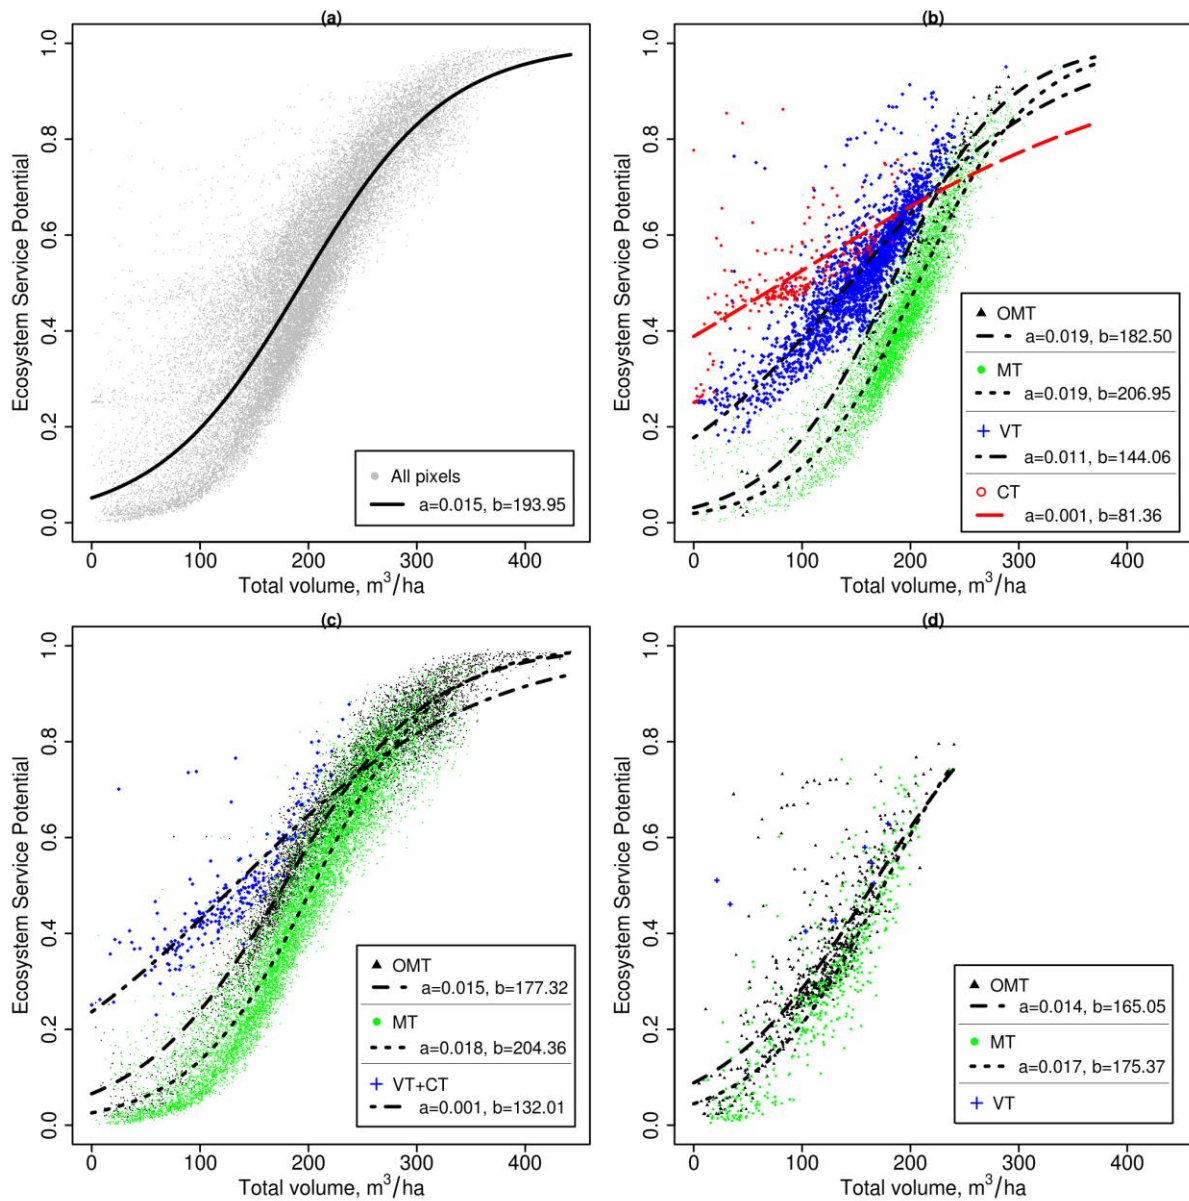 (a)
Ecosystem Service Potential
1.0
0.8
0.6
0.4
0.2
0.0
All pixels
a=0.015, b=193.95
0 100 200 300 400
Total volume, m³/ha
(b)
Ecosystem Service Potential
1.0
0.8
0.6
0.4
0.2
0.0
OMT
a=0.019, b=182.50
MT
a=0.019, b=206.95
VT
a=0.011, b=144.06
CT
a=0.001, b=81.36
0 100 200 300 400
Total volume, m³/ha
(c)
Ecosystem Service Potential
1.0
0.8
0.6
0.4
0.2
0.0
OMT
a=0.015, b=177.32
MT
a=0.018, b=204.36
VT+CT
a=0.001, b=132.01
0 100 200 300 400
Total volume, m³/ha
(d)
Ecosystem Service Potential
1.0
0.8
0.6
0.4
0.2
0.0
OMT
a=0.014, b=165.05
MT
a=0.017, b=175.37
VT
0 100 200 300 400
Total volume, m³/ha